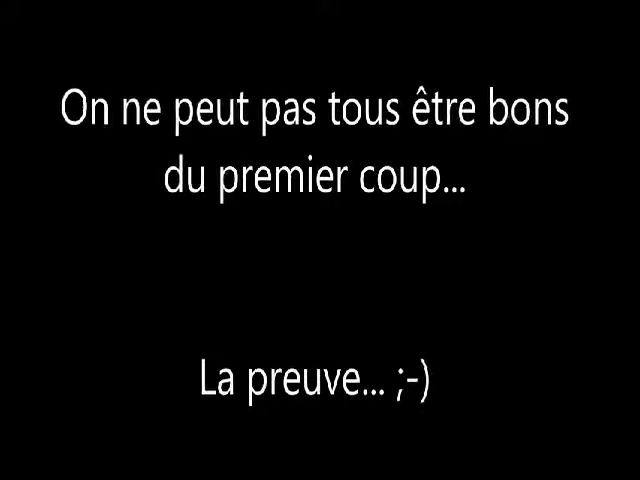 On ne peut pas tous être bons
du premier coup...
La preuve... ;-)